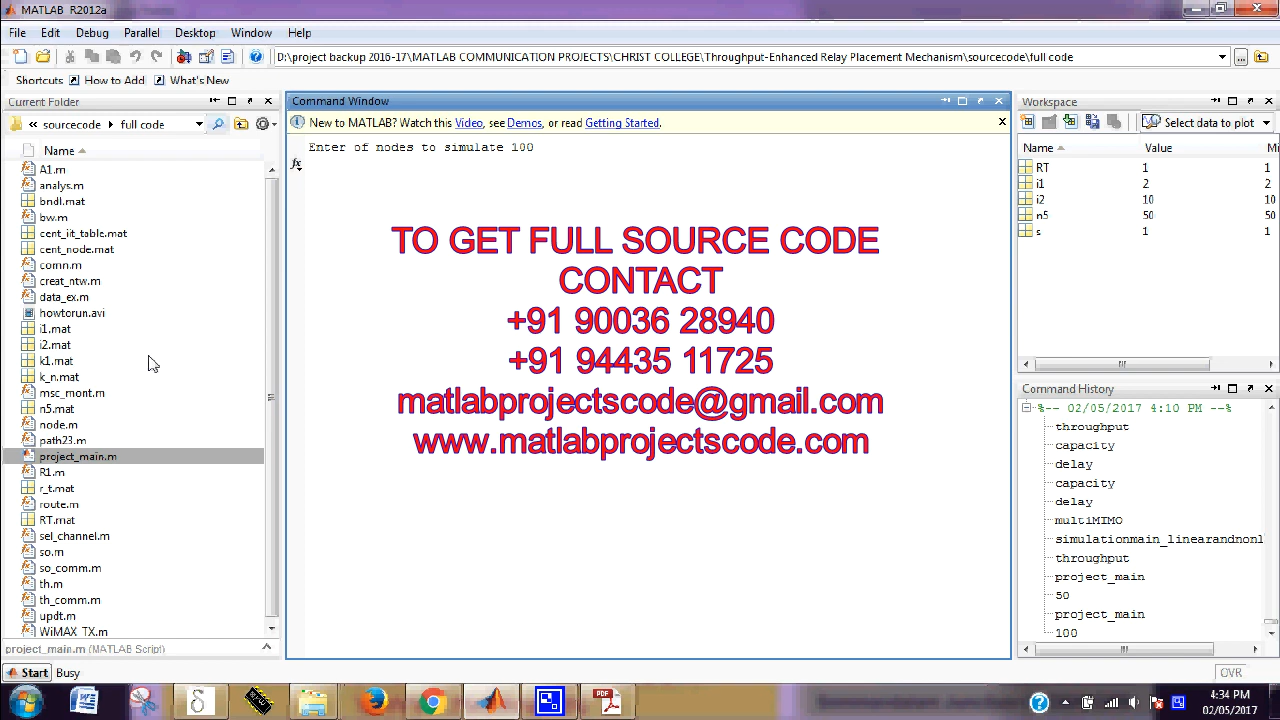 MATLAB R2012a
File Edit Debug Parallel Desktop Window Help
D:\project backup 2016-17\MATLAB COMMUNICATION PROJECTS\CHRIST COLLEGE\Throughput-Enhanced Relay Placement Mechanism\sourcecode\full code
Shortcuts How to Add What's New
Current Folder
« sourcecode full code
Name
A1.m
analys.m
bndl.mat
bw.m
cent_iit_table.mat
cent_node.mat
comn.m
creat_ntw.m
data_ex.m
howtorun.avi
i1.mat
i2.mat
k1.mat
k_n.mat
msc_mont.m
n5.mat
node.m
path23.m
project_main.m
R1.m
r_t.mat
route.m
RT.mat
sel_channel.m
so.m
so_comm.m
th.m
th_comm.m
updt.m
WiMAX_TX.m
project_main.m (MATLAB Script)
Command Window
New to MATLAB? Watch this Video, see Demos, or read Getting Started.
Enter of nodes to simulate 100
fx
TO GET FULL SOURCE CODE
CONTACT
+91 90036 28940
+91 94435 11725
matlabprojectscode@gmail.com
www.matlabprojectscode.com
Workspace
Select data to plot
Name Value Mi
RT 1 1
i1 2 2
i2 10 10
n5 50 50
s 1 1
Command History
%-- 02/05/2017 4:10 PM --%
throughput
capacity
delay
capacity
delay
multiMIMO
simulationmain_linearandnonl
throughput
project_main
50
project_main
100
Start Busy
OVR
PDF
4:34 PM
02/05/2017